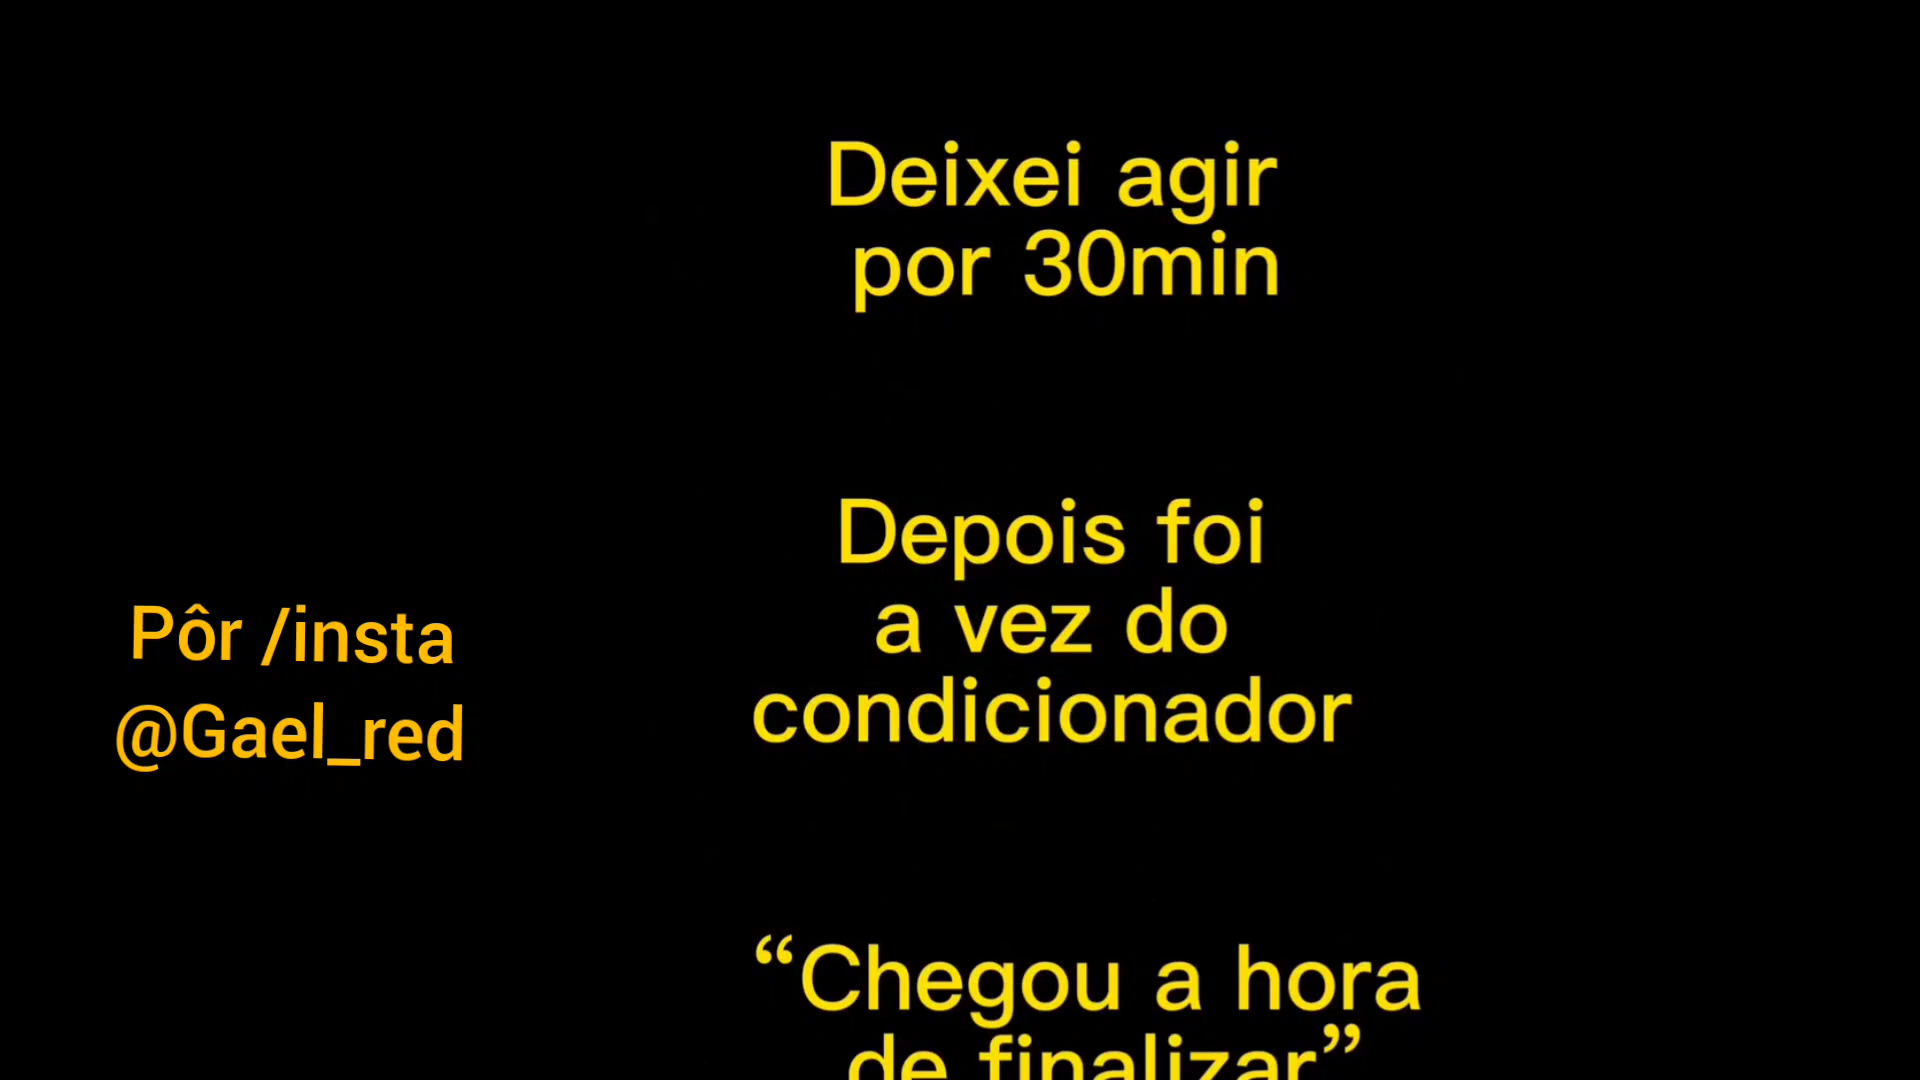 Deixei agir
por 30min
Depois foi
a vez do
condicionador
“Chegou a hora
de finalizar”
Pôr /insta
@Gael_red